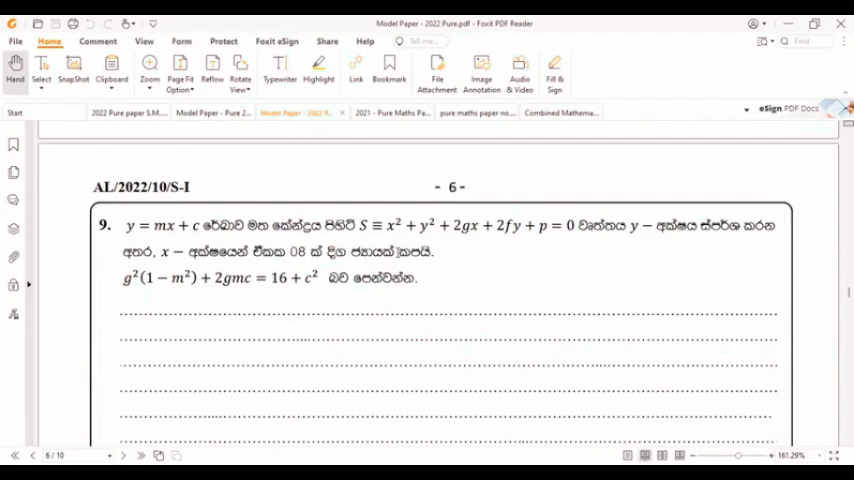 Model Paper - 2022 Pure.pdf - Foxit PDF Reader
File Home Comment View Form Protect Foxit eSign Share Help Tell me... Find
Hand Select SnapShot Clipboard Zoom Page Fit Option Reflow Rotate View Typewriter Highlight Link Bookmark File Attachment Image Annotation Audio & Video Fill & Sign
Start 2022 Pure paper S.M.... Model Paper - Pure 2... Model Paper - 2022 P... 2021 - Pure Maths Pa... pure maths paper no.... Combined Mathema... eSign PDF Docs
AL/2022/10/S-I - 6 -
9. y = mx + c රේඛාව මත කේන්ද්‍රය පිහිටි S ≡ x² + y² + 2gx + 2fy + p = 0 වෘත්තය y − අක්ෂය ස්පර්ශ කරන
අතර, x − අක්ෂයෙන් ඒකක 08 ක් දිග ජ්‍යායක් කපයි.
g²(1 − m²) + 2gmc = 16 + c² බව පෙන්වන්න.
6 / 10 161.29%